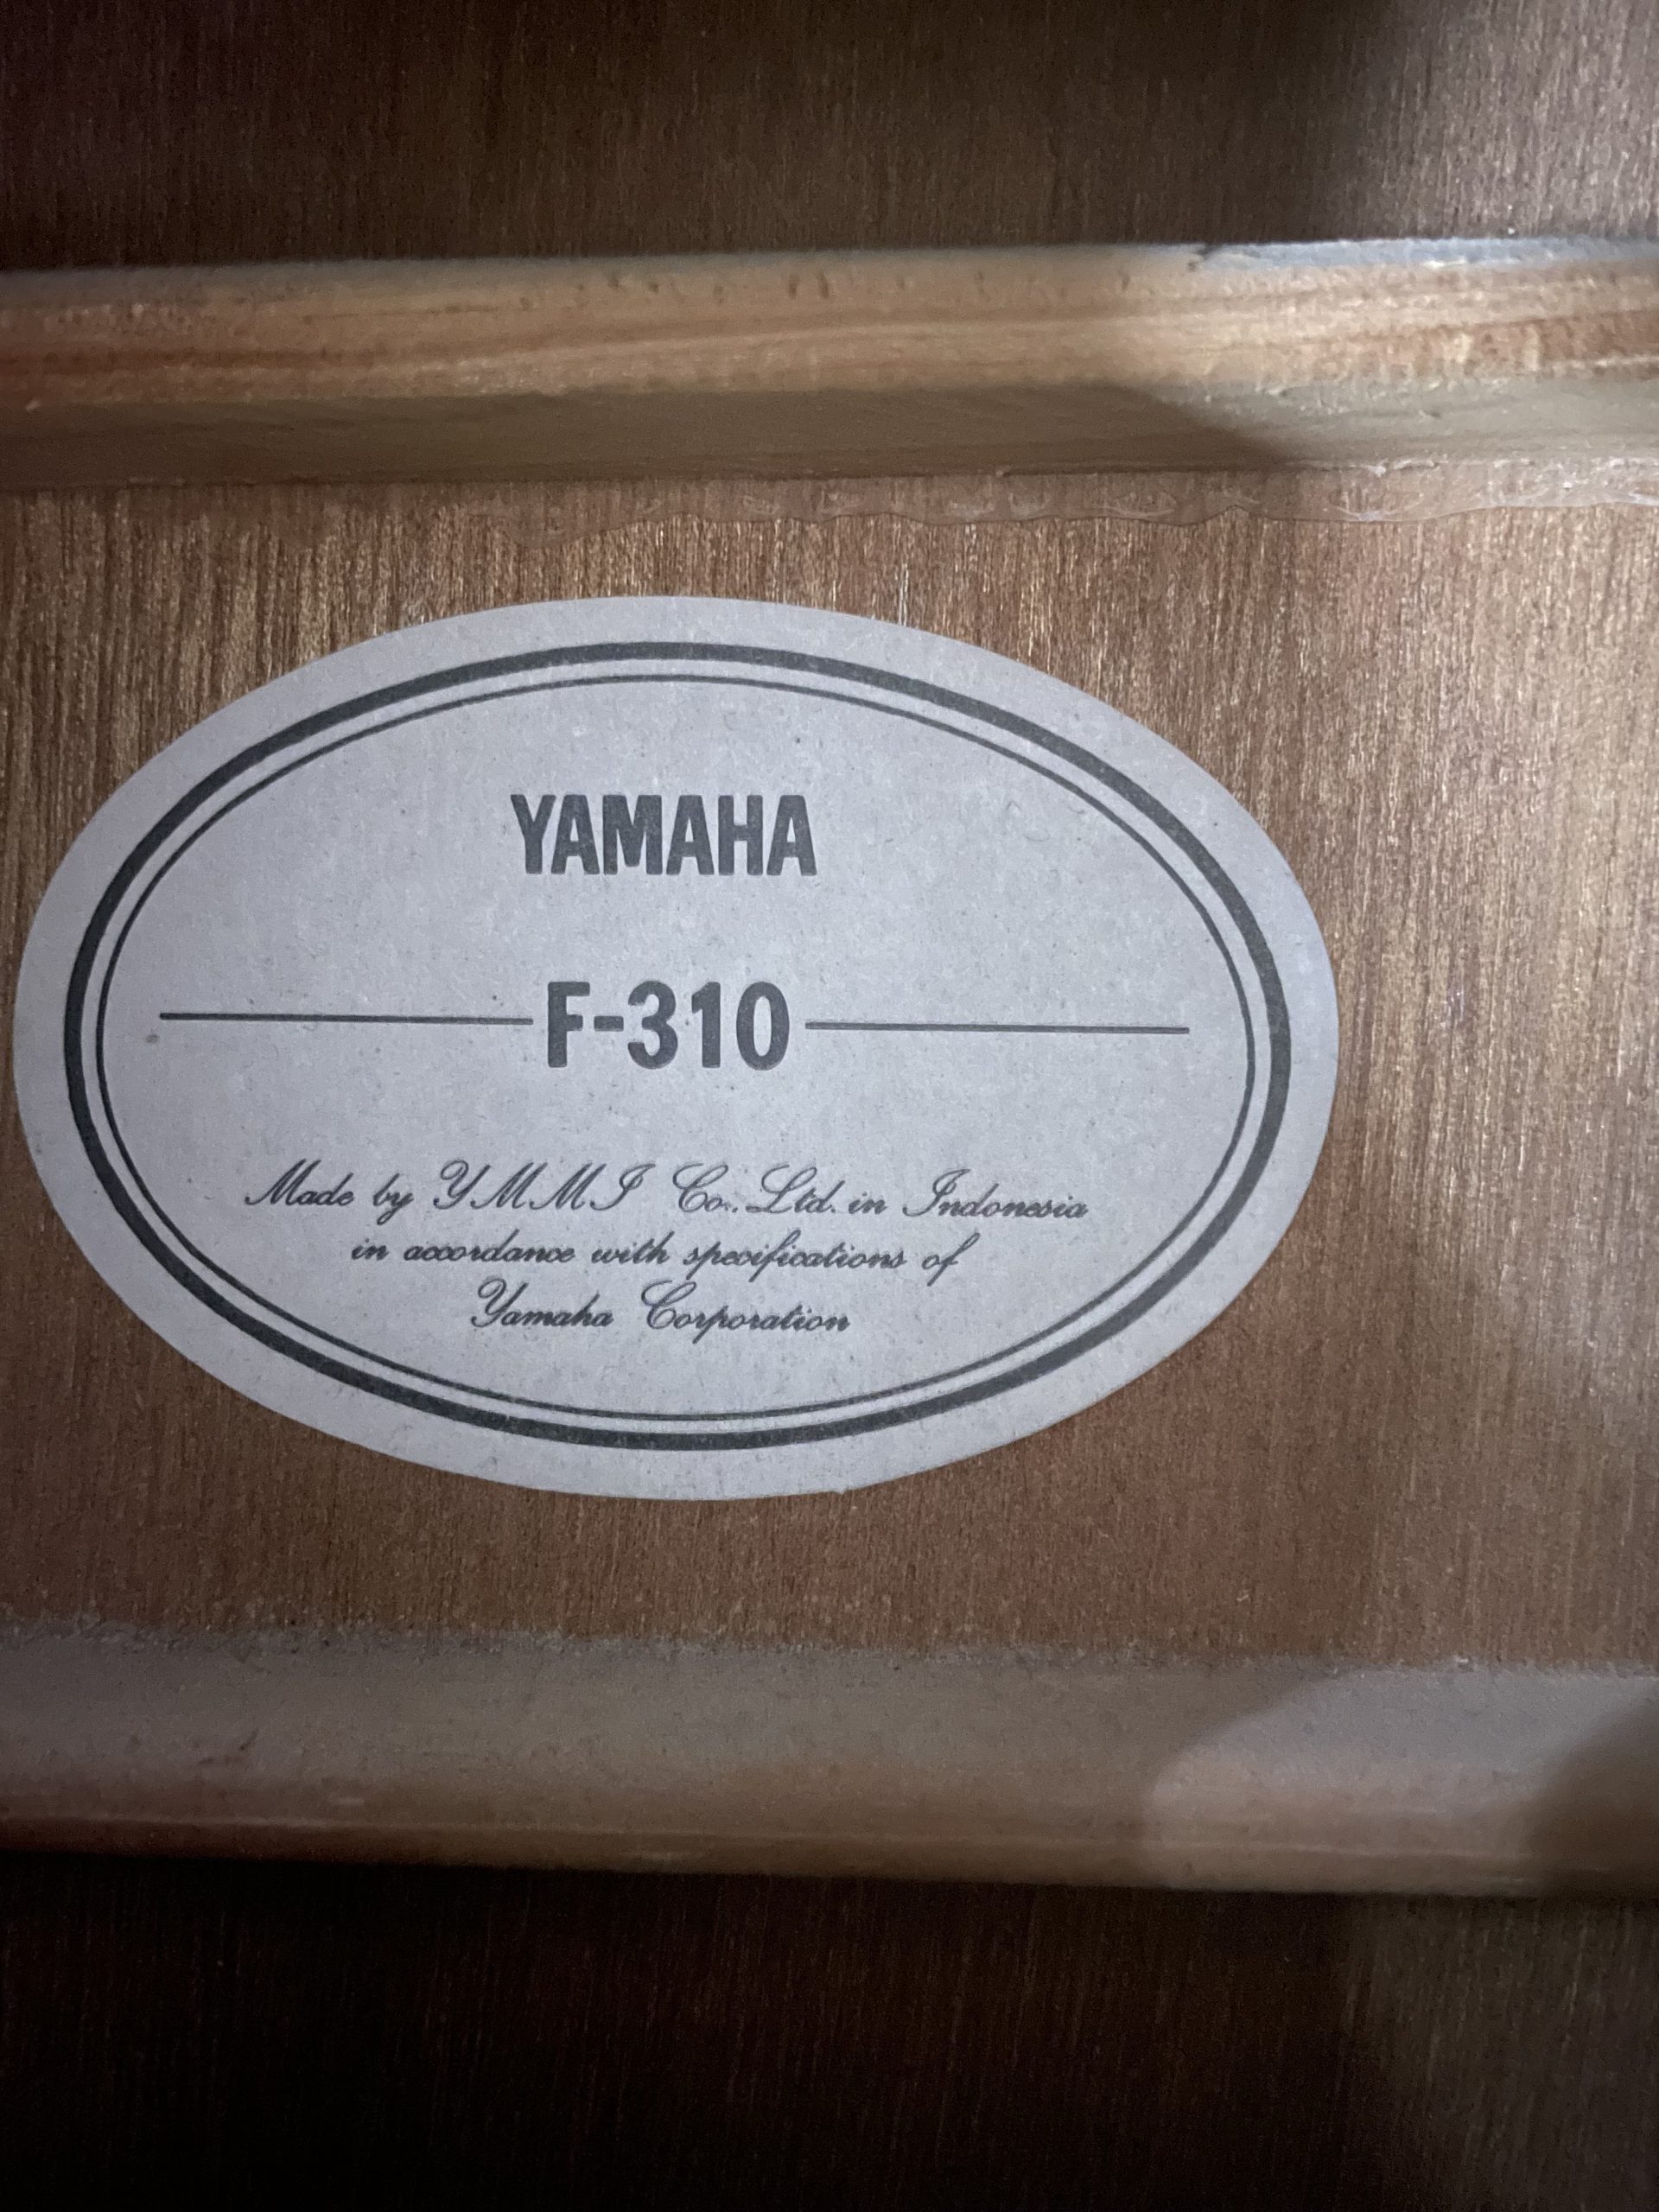 YAMAHA
F-310
Made by YMMI Co., Ltd. in Indonesia
in accordance with specifications of
Yamaha Corporation